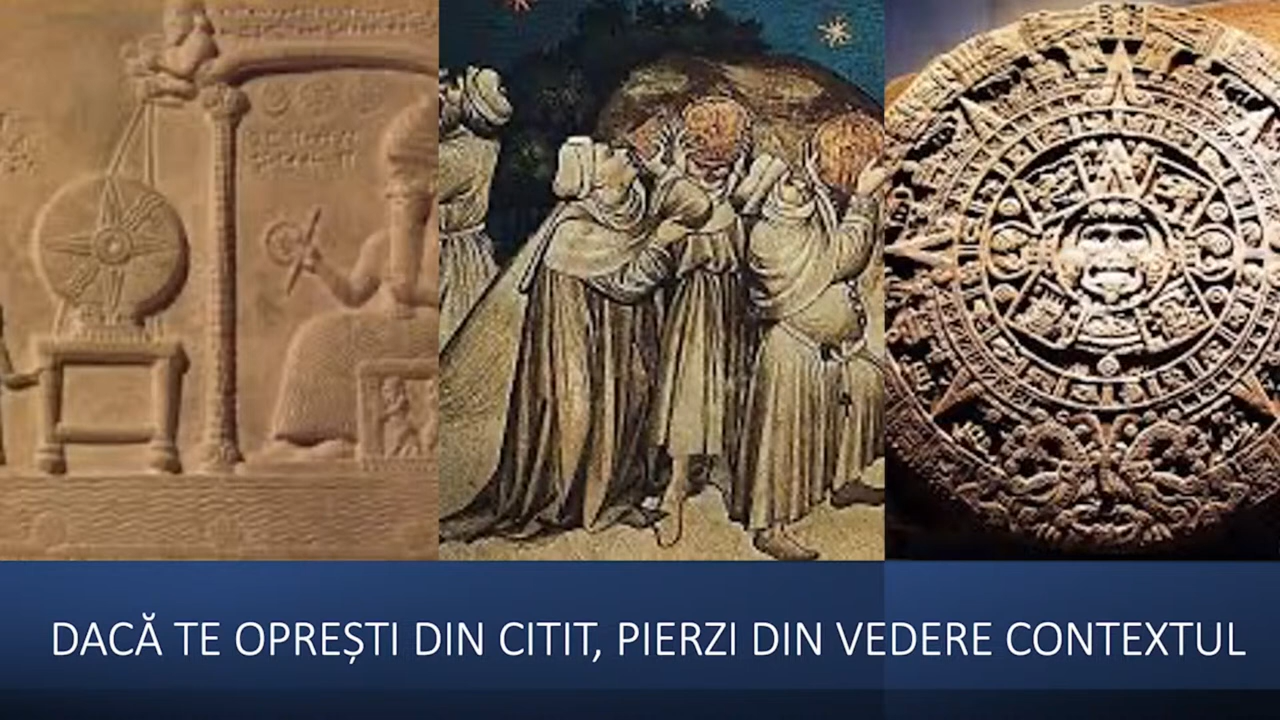 DACĂ TE OPREȘTI DIN CITIT, PIERZI DIN VEDERE CONTEXTUL